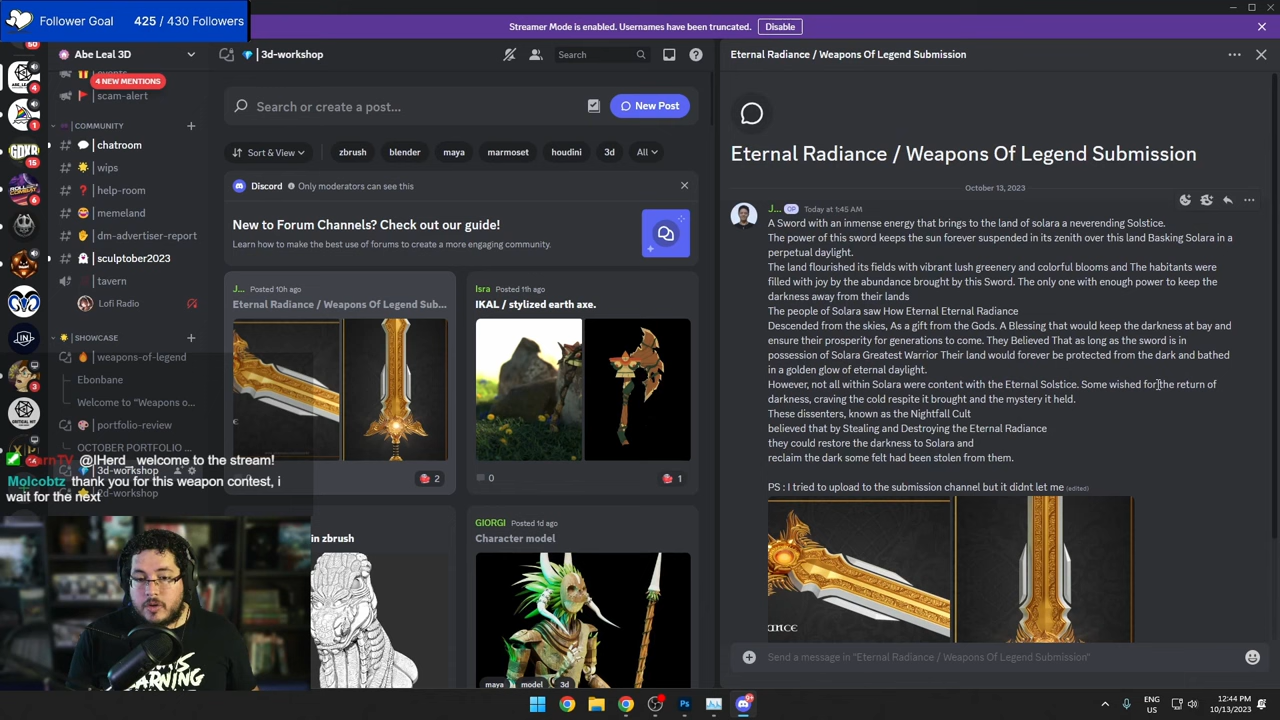 Follower Goal 425 / 430 Followers
Streamer Mode is enabled. Usernames have been truncated. Disable
50
Abe Leal 3D
4 NEW MENTIONS
scam-alert
COMMUNITY
chatroom
wips
help-room
memeland
dm-advertiser-report
sculptober2023
tavern
Lofi Radio
SHOWCASE
weapons-of-legend
Ebonbane
Welcome to “Weapons o...
portfolio-review
OCTOBER PORTFOLIO ...
3d-workshop
-workshop
4
1
15
6
3
IN
@IHerd_ welcome to the stream!
Molcobtz thank you for this weapon contest, i
wait for the next
3d-workshop
Search
Search or create a post...
New Post
Sort & View
zbrush
blender
maya
marmoset
houdini
3d
All
Discord Only moderators can see this
New to Forum Channels? Check out our guide!
Learn how to make the best use of forums to create a more engaging community.
J... Posted 10h ago
Eternal Radiance / Weapons Of Legend Sub...
2
Isra Posted 11h ago
IKAL / stylized earth axe.
0
1
in zbrush
GIORGI Posted 1d ago
Character model
maya
model
3d
Eternal Radiance / Weapons Of Legend Submission
Eternal Radiance / Weapons Of Legend Submission
October 13, 2023
J... OP Today at 1:45 AM
A Sword with an inmense energy that brings to the land of solara a neverending Solstice.
The power of this sword keeps the sun forever suspended in its zenith over this land Basking Solara in a
perpetual daylight.
The land flourished its fields with vibrant lush greenery and colorful blooms and The habitants were
filled with joy by the abundance brought by this Sword. The only one with enough power to keep the
darkness away from their lands
The people of Solara saw How Eternal Eternal Radiance
Descended from the skies, As a gift from the Gods. A Blessing that would keep the darkness at bay and
ensure their prosperity for generations to come. They Believed That as long as the sword is in
possession of Solara Greatest Warrior Their land would forever be protected from the dark and bathed
in a golden glow of eternal daylight.
However, not all within Solara were content with the Eternal Solstice. Some wished for the return of
darkness, craving the cold respite it brought and the mystery it held.
These dissenters, known as the Nightfall Cult
believed that by Stealing and Destroying the Eternal Radiance
they could restore the darkness to Solara and
reclaim the dark some felt had been stolen from them.
PS : I tried to upload to the submission channel but it didnt let me (edited)
Send a message in "Eternal Radiance / Weapons Of Legend Submission"
ENG
US
12:44 PM
10/13/2023